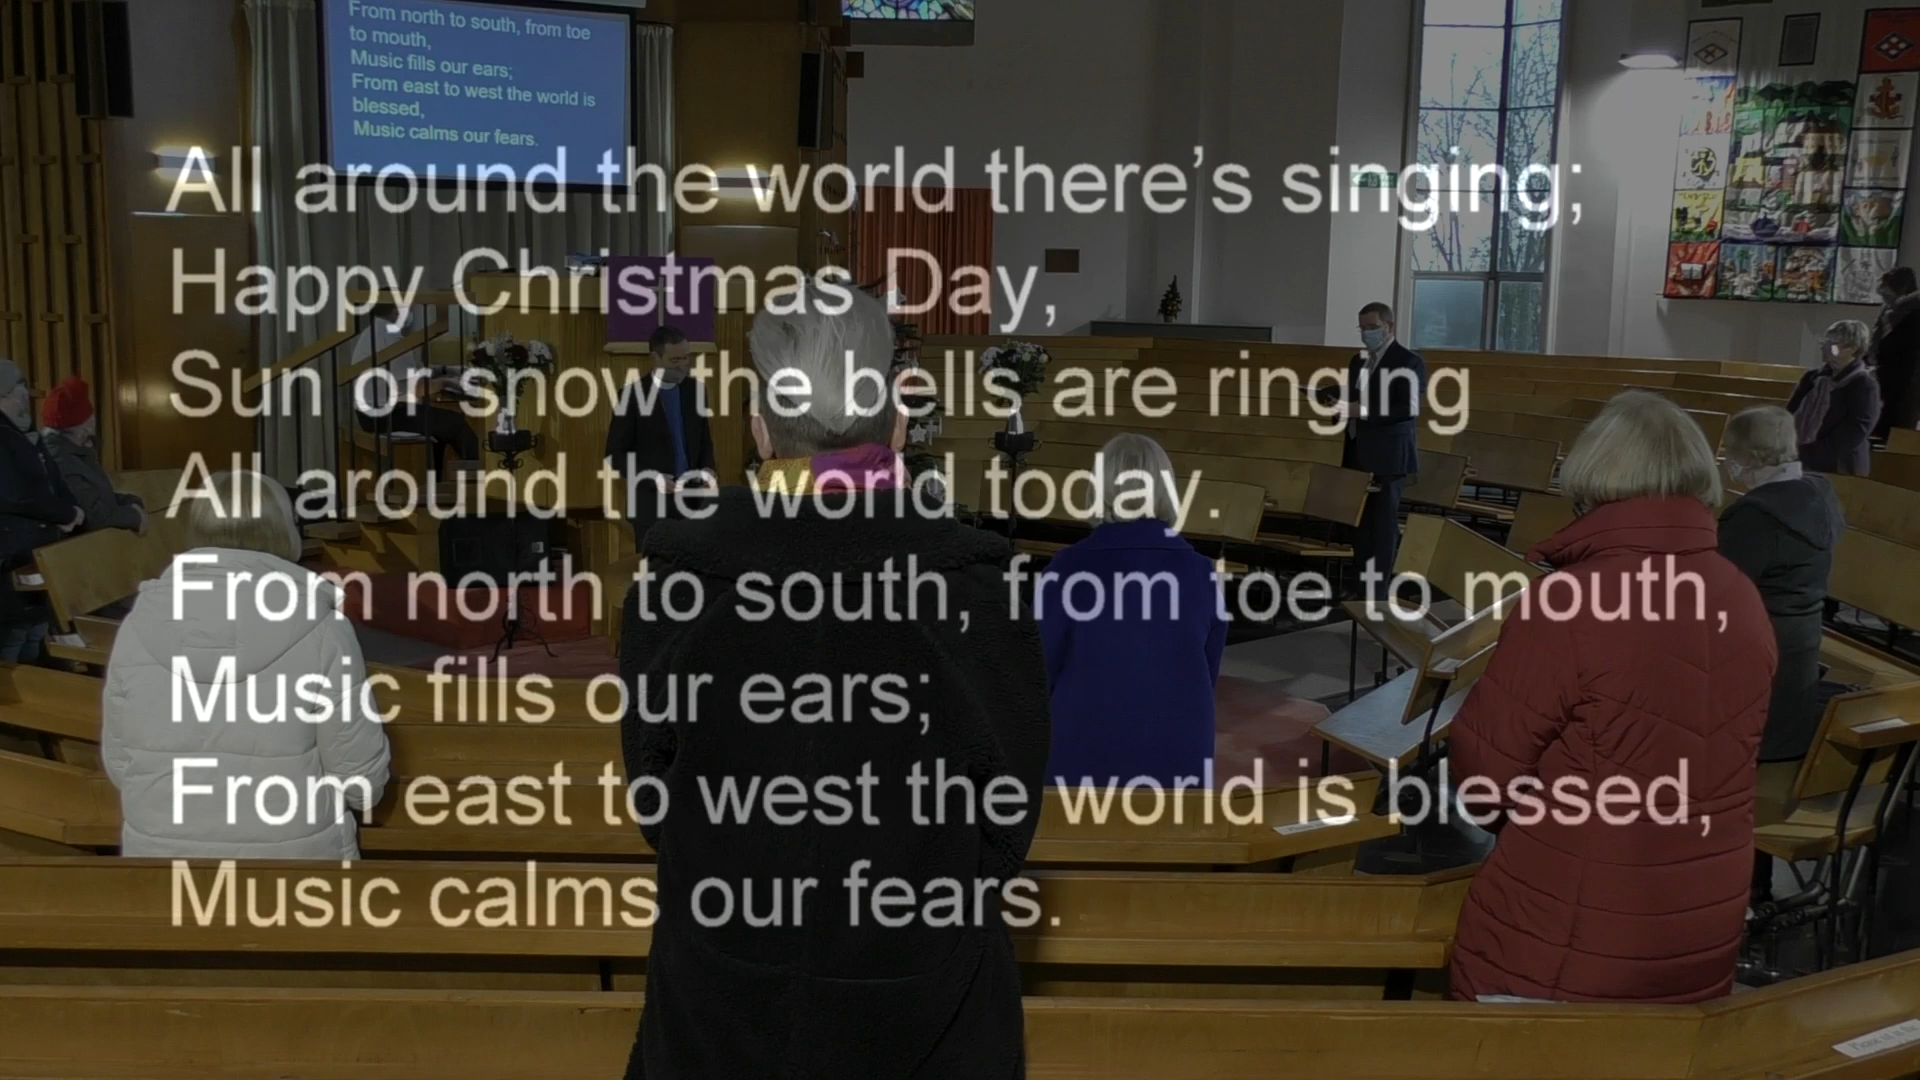 From north to south, from toe
to mouth,
Music fills our ears;
From east to west the world is
blessed,
Music calms our fears.
All around the world there’s singing;
Happy Christmas Day,
Sun or snow the bells are ringing
All around the world today.
From north to south, from toe to mouth,
Music fills our ears;
From east to west the world is blessed,
Music calms our fears.